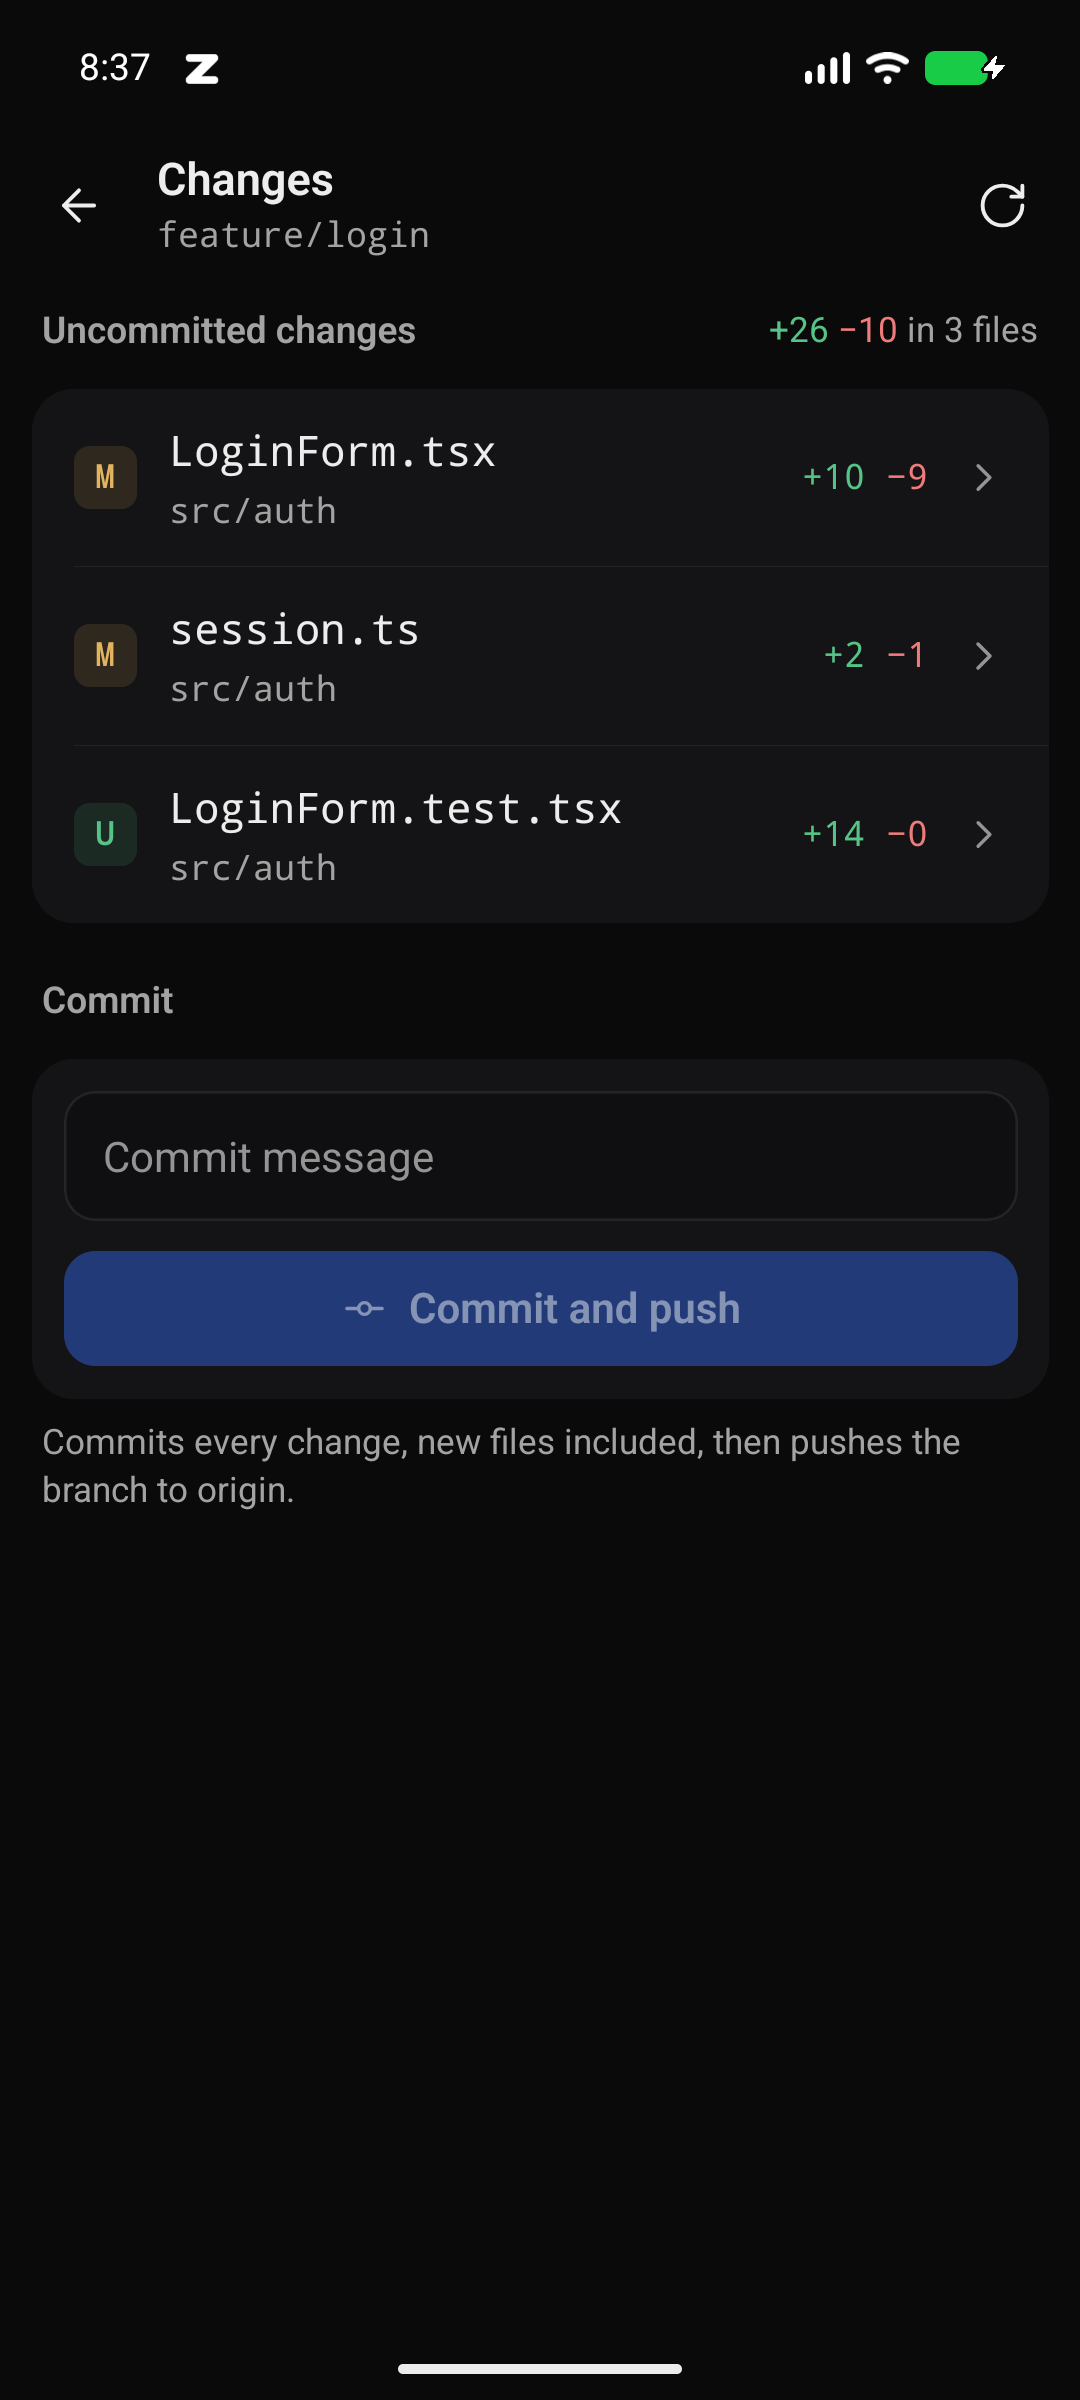 8:37
Changes
feature/login
Uncommitted changes +26 −10 in 3 files
M LoginForm.tsx +10 −9
src/auth
M session.ts +2 −1
src/auth
U LoginForm.test.tsx +14 −0
src/auth
Commit
Commit message
Commit and push
Commits every change, new files included, then pushes the
branch to origin.